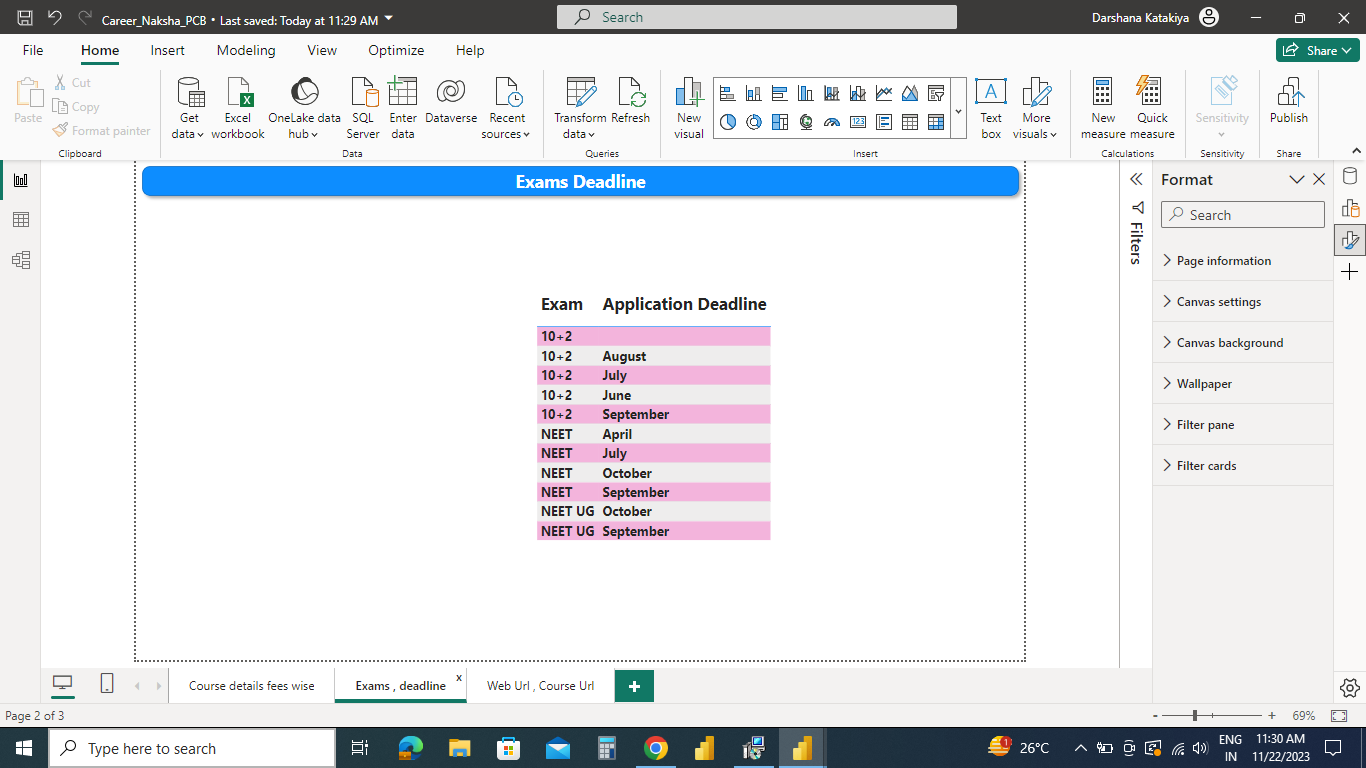 Career_Naksha_PCB • Last saved: Today at 11:29 AM
Search
Darshana Katakiya
File Home Insert Modeling View Optimize Help
Share
Paste
Cut
Copy
Format painter
Clipboard
Get data
Excel workbook
OneLake data hub
SQL Server
Enter data
Dataverse
Recent sources
Data
Transform data
Refresh
Queries
New visual
123
A
Text box
More visuals
Insert
New measure
Quick measure
Calculations
Sensitivity
Sensitivity
Publish
Share
Exams Deadline
Exam Application Deadline
10+2
10+2 August
10+2 July
10+2 June
10+2 September
NEET April
NEET July
NEET October
NEET September
NEET UG October
NEET UG September
Filters
Format
Search
Page information
Canvas settings
Canvas background
Wallpaper
Filter pane
Filter cards
Course details fees wise
Exams , deadline
x
Web Url , Course Url
+
Page 2 of 3
- + 69%
Type here to search
1
26°C
ENG
IN
11:30 AM
11/22/2023